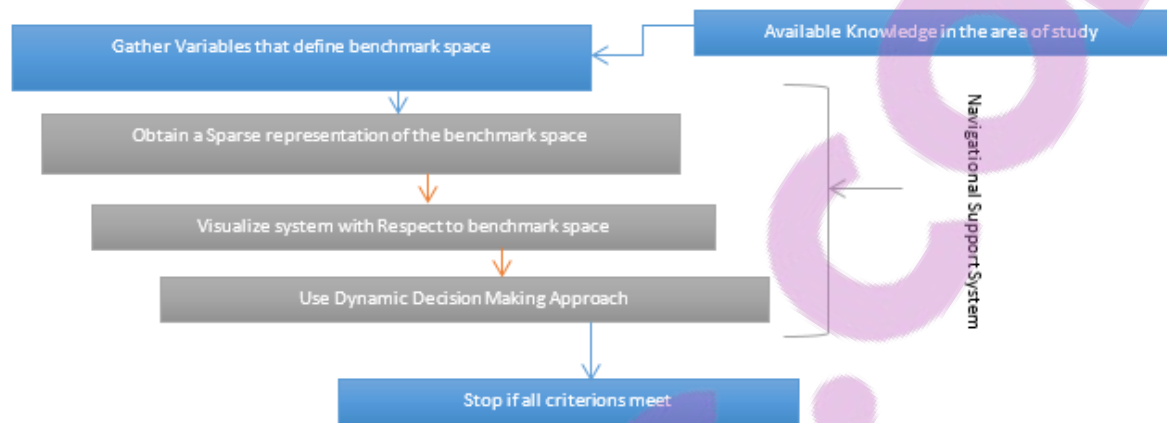 Available Knowledge in the area of study
Gather Variables that define benchmark space
Obtain a Sparse representation of the benchmark space
Visualize system with Respect to benchmark space
Use Dynamic Decision Making Approach
Stop if all criterions meet
Navigational Support System